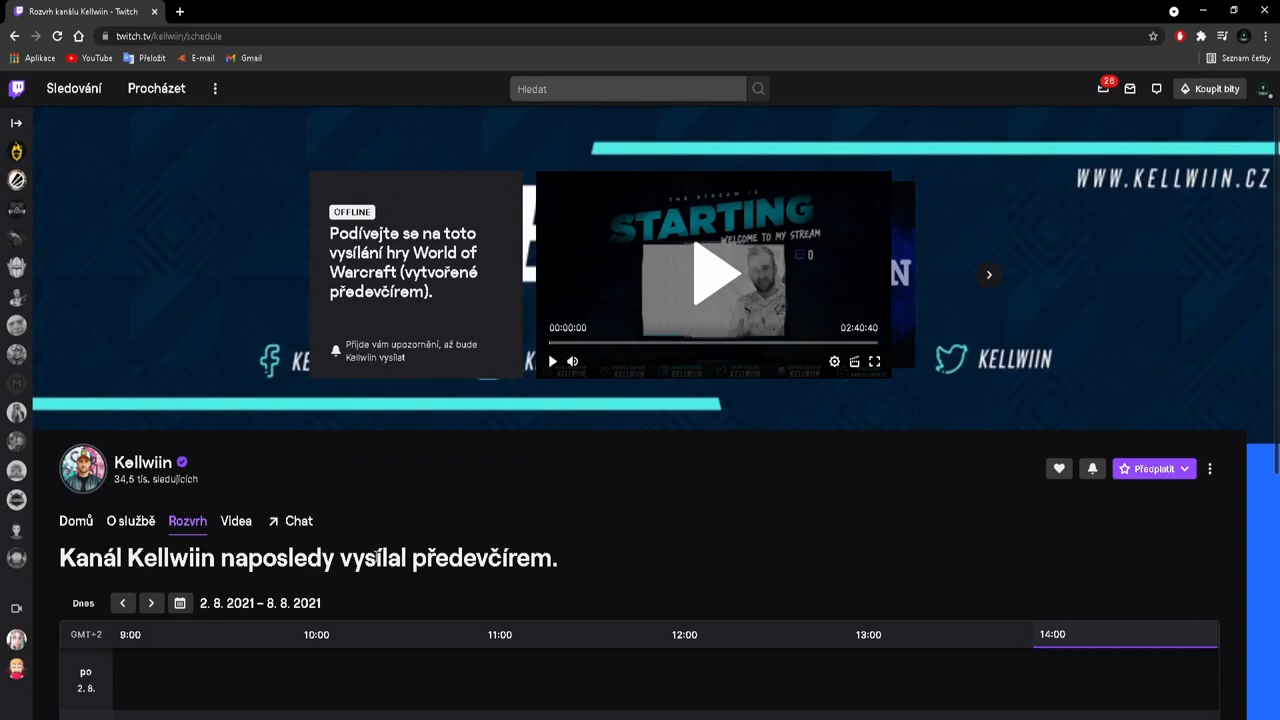 Rozvrh kanálu Kellwiin - Twitch
twitch.tv/kellwiin/schedule
Aplikace
YouTube
Přeložit
E-mail
Gmail
Seznam četby
Sledování
Procházet
Hledat
26
Koupit bity
WWW.KELLWIIN.CZ
OFFLINE
Podívejte se na toto
vysílání hry World of
Warcraft (vytvořené
předevčírem).
Přijde vám upozornění, až bude
Kellwiin vysílat
THE STREAM IS
STARTING
WELCOME TO MY STREAM
0
00:00:00
02:40:40
KELLWIIN
Kellwiin
34,5 tis. sledujících
Předplatit
Domů
O službě
Rozvrh
Videa
Chat
Kanál Kellwiin naposledy vysílal předevčírem.
Dnes
2. 8. 2021 – 8. 8. 2021
GMT+2
9:00
10:00
11:00
12:00
13:00
14:00
po
2. 8.